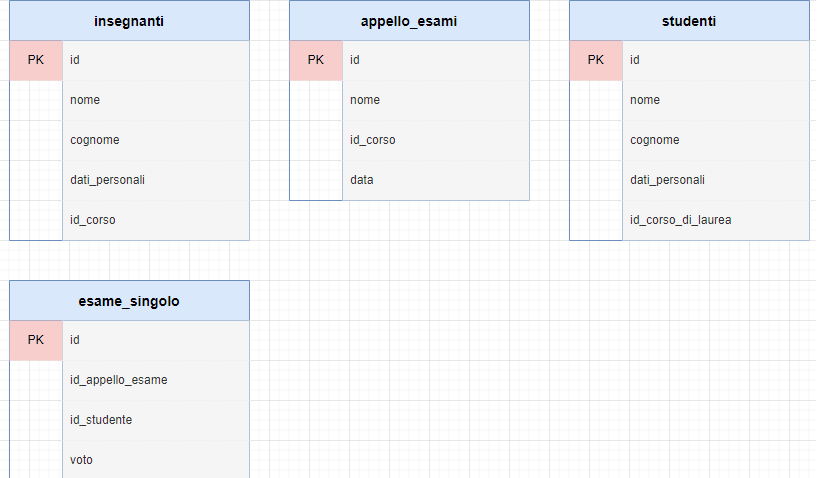 insegnanti
PK id
nome
cognome
dati_personali
id_corso
appello_esami
PK id
nome
id_corso
data
studenti
PK id
nome
cognome
dati_personali
id_corso_di_laurea
esame_singolo
PK id
id_appello_esame
id_studente
voto